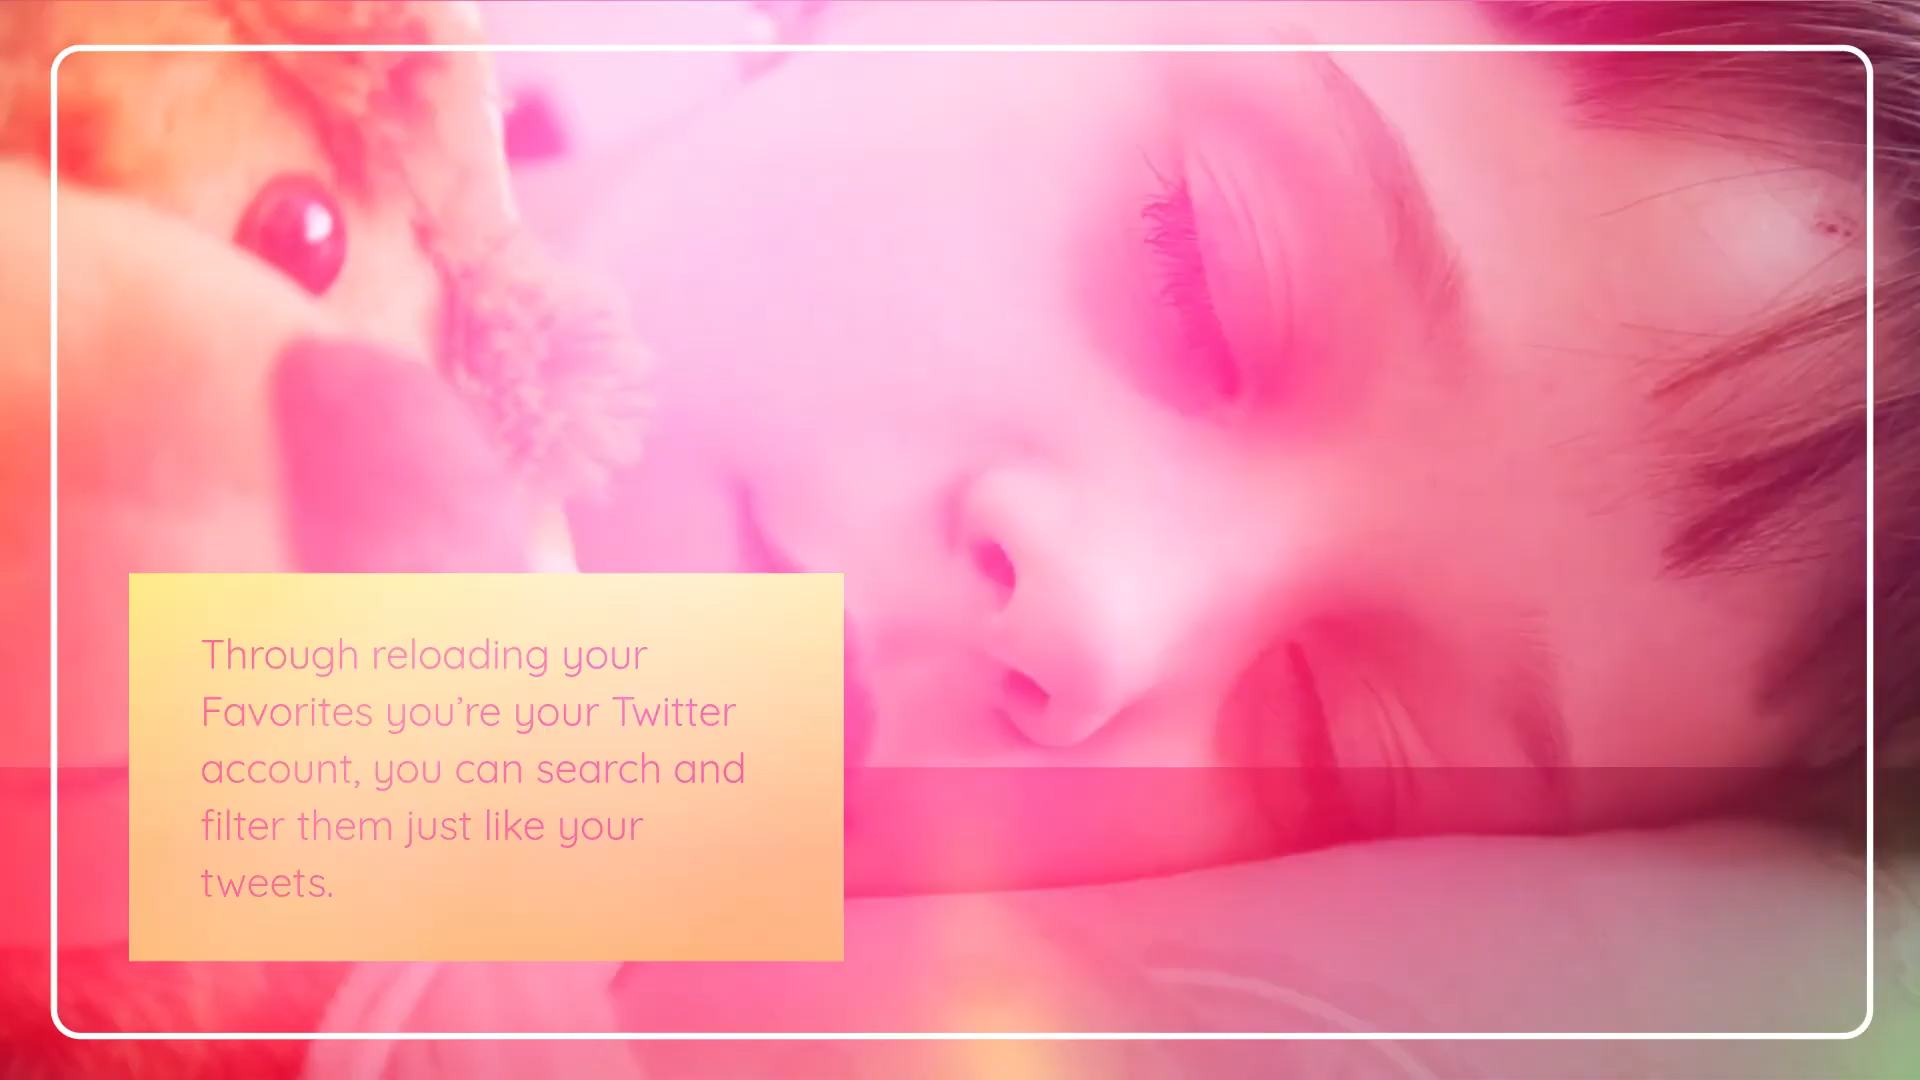 Through reloading your
Favorites you’re your Twitter
account, you can search and
filter them just like your
tweets.